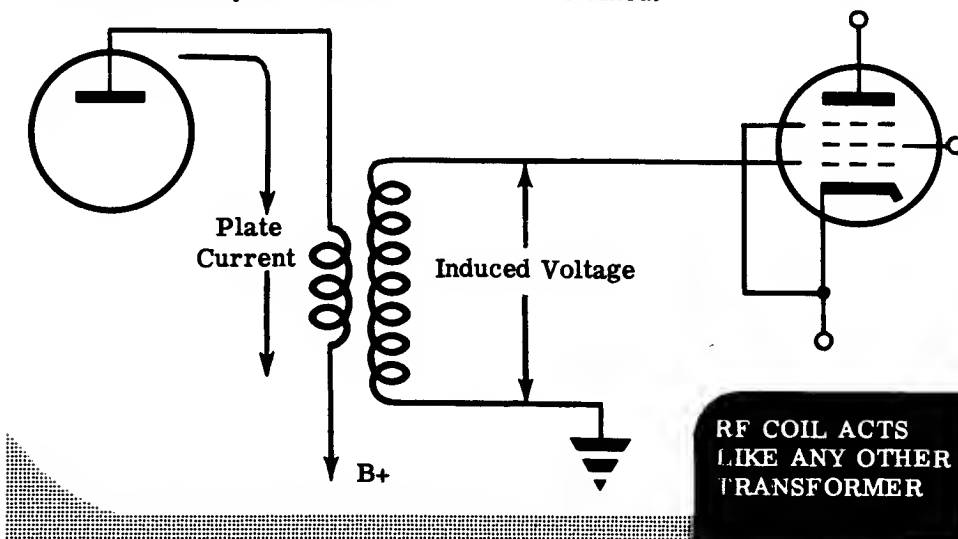 Plate
Current
Induced Voltage
B+
RF COIL ACTS
LIKE ANY OTHER
TRANSFORMER